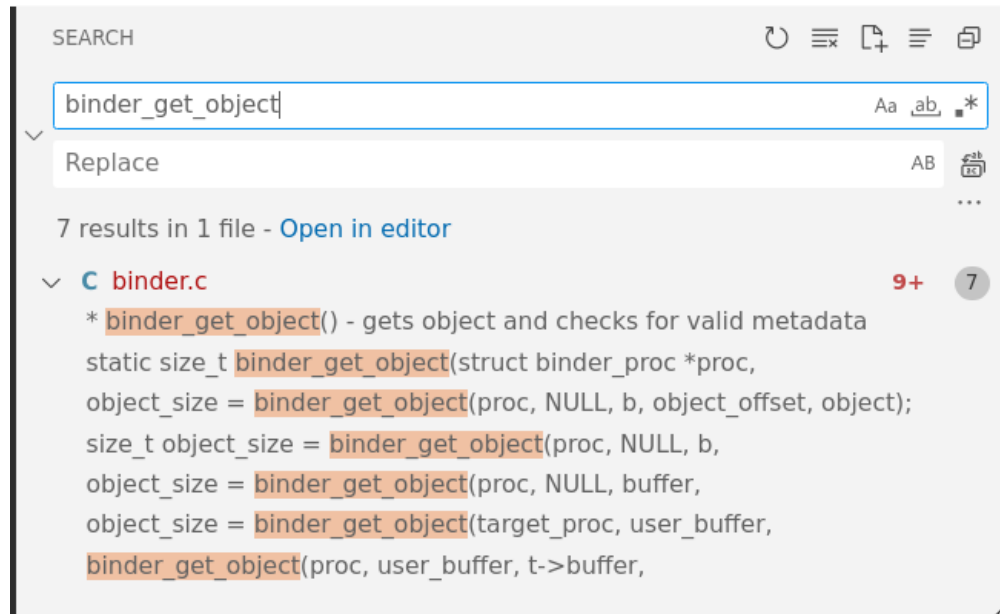 SEARCH
binder_get_object
Aa ab .*
Replace
AB
ab
ac
...
7 results in 1 file - Open in editor
C binder.c 9+ 7
* binder_get_object() - gets object and checks for valid metadata
static size_t binder_get_object(struct binder_proc *proc,
object_size = binder_get_object(proc, NULL, b, object_offset, object);
size_t object_size = binder_get_object(proc, NULL, b,
object_size = binder_get_object(proc, NULL, buffer,
object_size = binder_get_object(target_proc, user_buffer,
binder_get_object(proc, user_buffer, t->buffer,